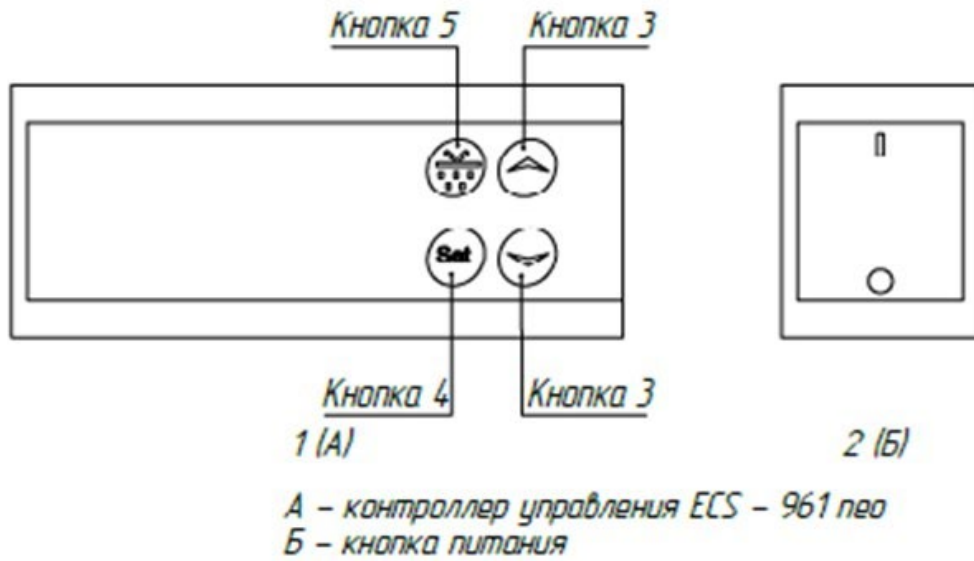 Кнопка 5 Кнопка 3
Set
Кнопка 4 Кнопка 3
1 (А) 2 (Б)
А – контроллер управления ECS – 961 neo
Б – кнопка питания